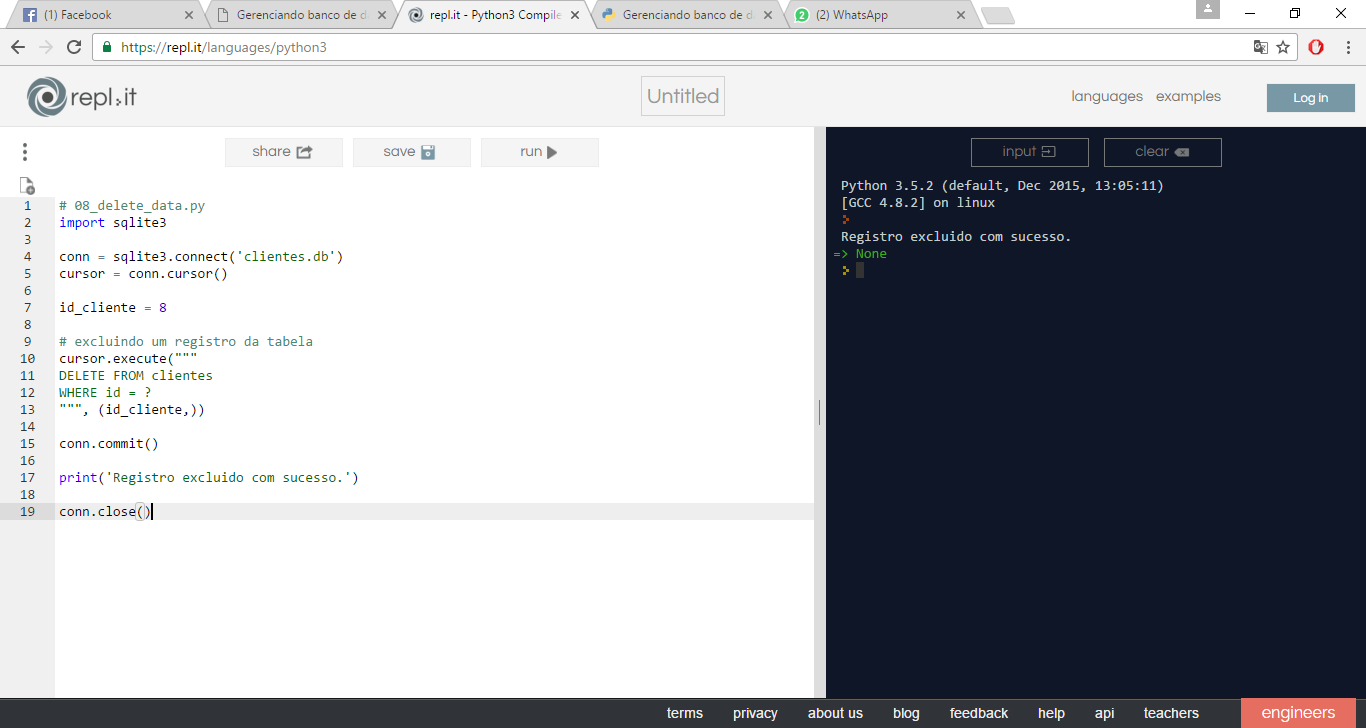 (1) Facebook
Gerenciando banco de d
repl.it - Python3 Compile
Gerenciando banco de d
2
(2) WhatsApp
https://repl.it/languages/python3
repl.it
Untitled
languages
examples
Log in
share
save
run
input
clear
1 # 08_delete_data.py
2 import sqlite3
3
4 conn = sqlite3.connect('clientes.db')
5 cursor = conn.cursor()
6
7 id_cliente = 8
8
9 # excluindo um registro da tabela
10 cursor.execute("""
11 DELETE FROM clientes
12 WHERE id = ?
13 """, (id_cliente,))
14
15 conn.commit()
16
17 print('Registro excluido com sucesso.')
18
19 conn.close()
Python 3.5.2 (default, Dec 2015, 13:05:11)
[GCC 4.8.2] on linux
Registro excluido com sucesso.
=> None
terms
privacy
about us
blog
feedback
help
api
teachers
engineers